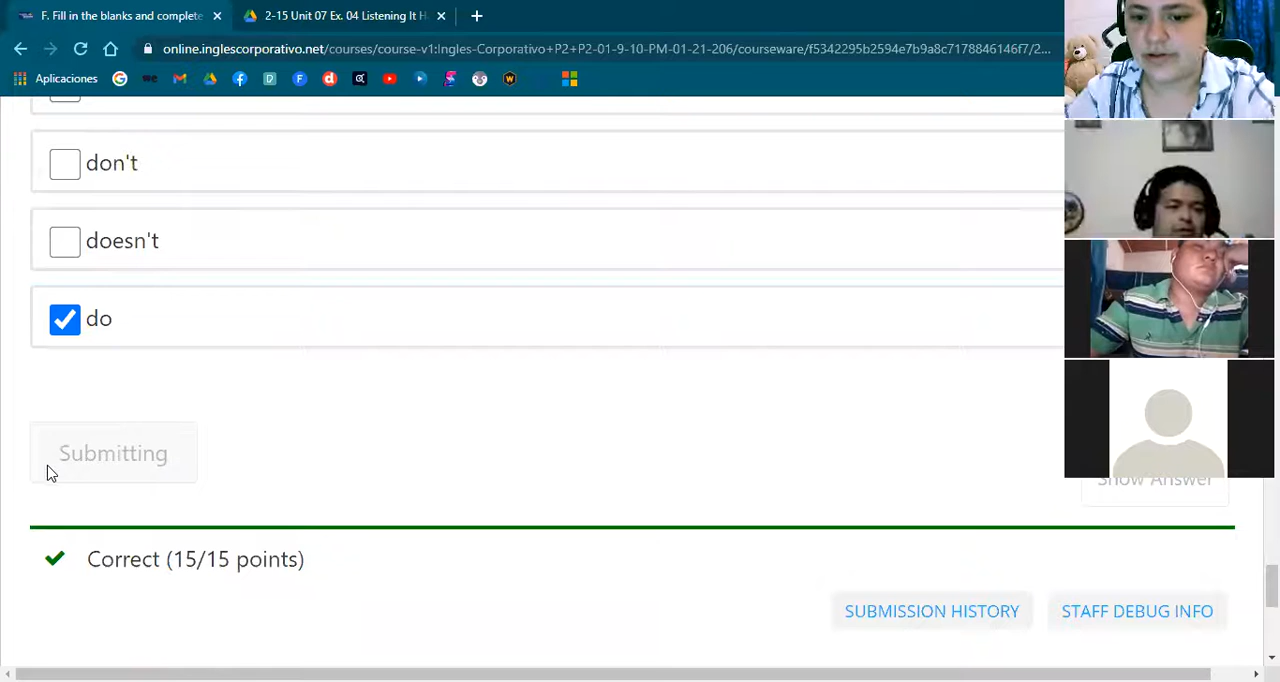 F. Fill in the blanks and complete
2-15 Unit 07 Ex. 04 Listening It H
online.inglescorporativo.net/courses/course-v1:Ingles-Corporativo+P2+P2-01-9-10-PM-01-21-206/courseware/f5342295b2594e7b9a8c7178846146f7/2...
Aplicaciones
don't
doesn't
do
Submitting
Show Answer
Correct (15/15 points)
SUBMISSION HISTORY
STAFF DEBUG INFO